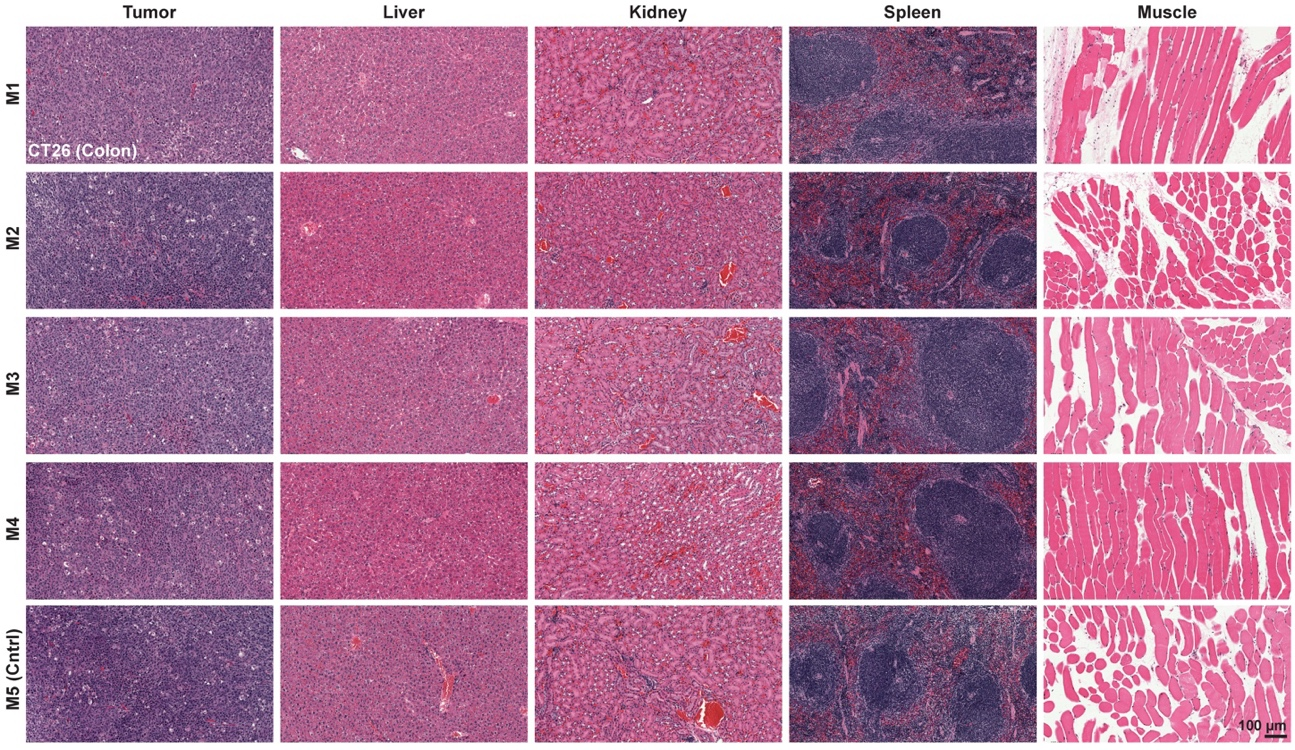 Tumor Liver Kidney Spleen Muscle
M1
CT26 (Colon)
M2
M3
M4
M5 (Cntrl)
100 µm